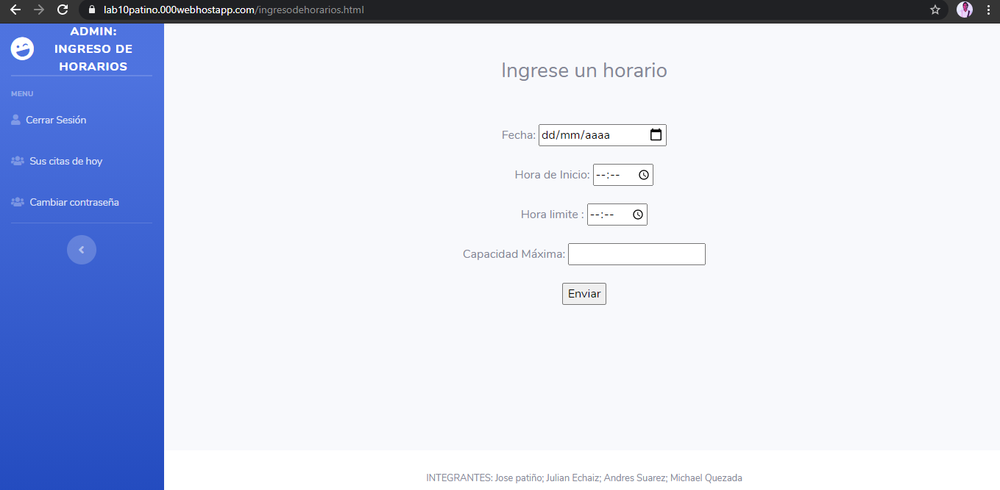 lab10patino.000webhostapp.com/ingresodehorarios.html
ADMIN:
INGRESO DE
HORARIOS
MENU
Cerrar Sesión
Sus citas de hoy
Cambiar contraseña
Ingrese un horario
Fecha: dd/mm/aaaa
Hora de Inicio: --:--
Hora limite : --:--
Capacidad Máxima:
Enviar
INTEGRANTES: Jose patiño; Julian Echaiz; Andres Suarez; Michael Quezada